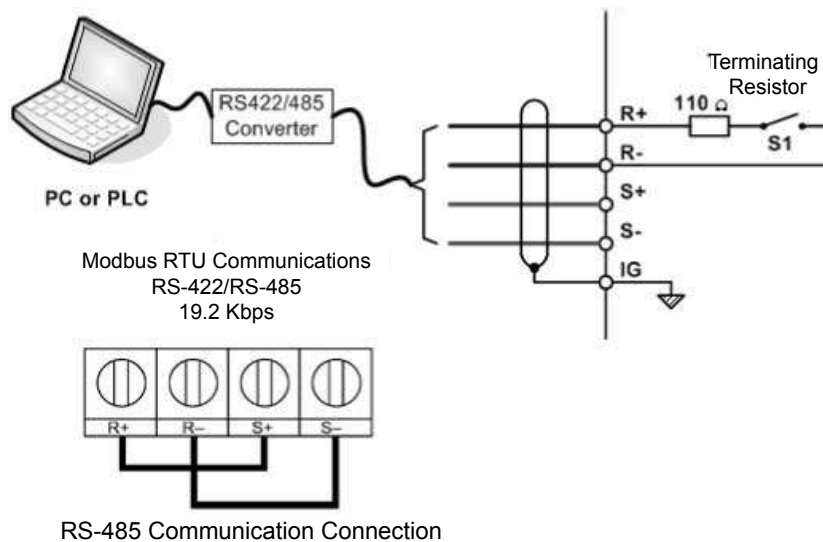 Terminating
Resistor
110 Ω
R+
S1
R-
S+
S-
IG
RS422/485
Converter
PC or PLC
Modbus RTU Communications
RS-422/RS-485
19.2 Kbps
R+ R– S+ S–
RS-485 Communication Connection